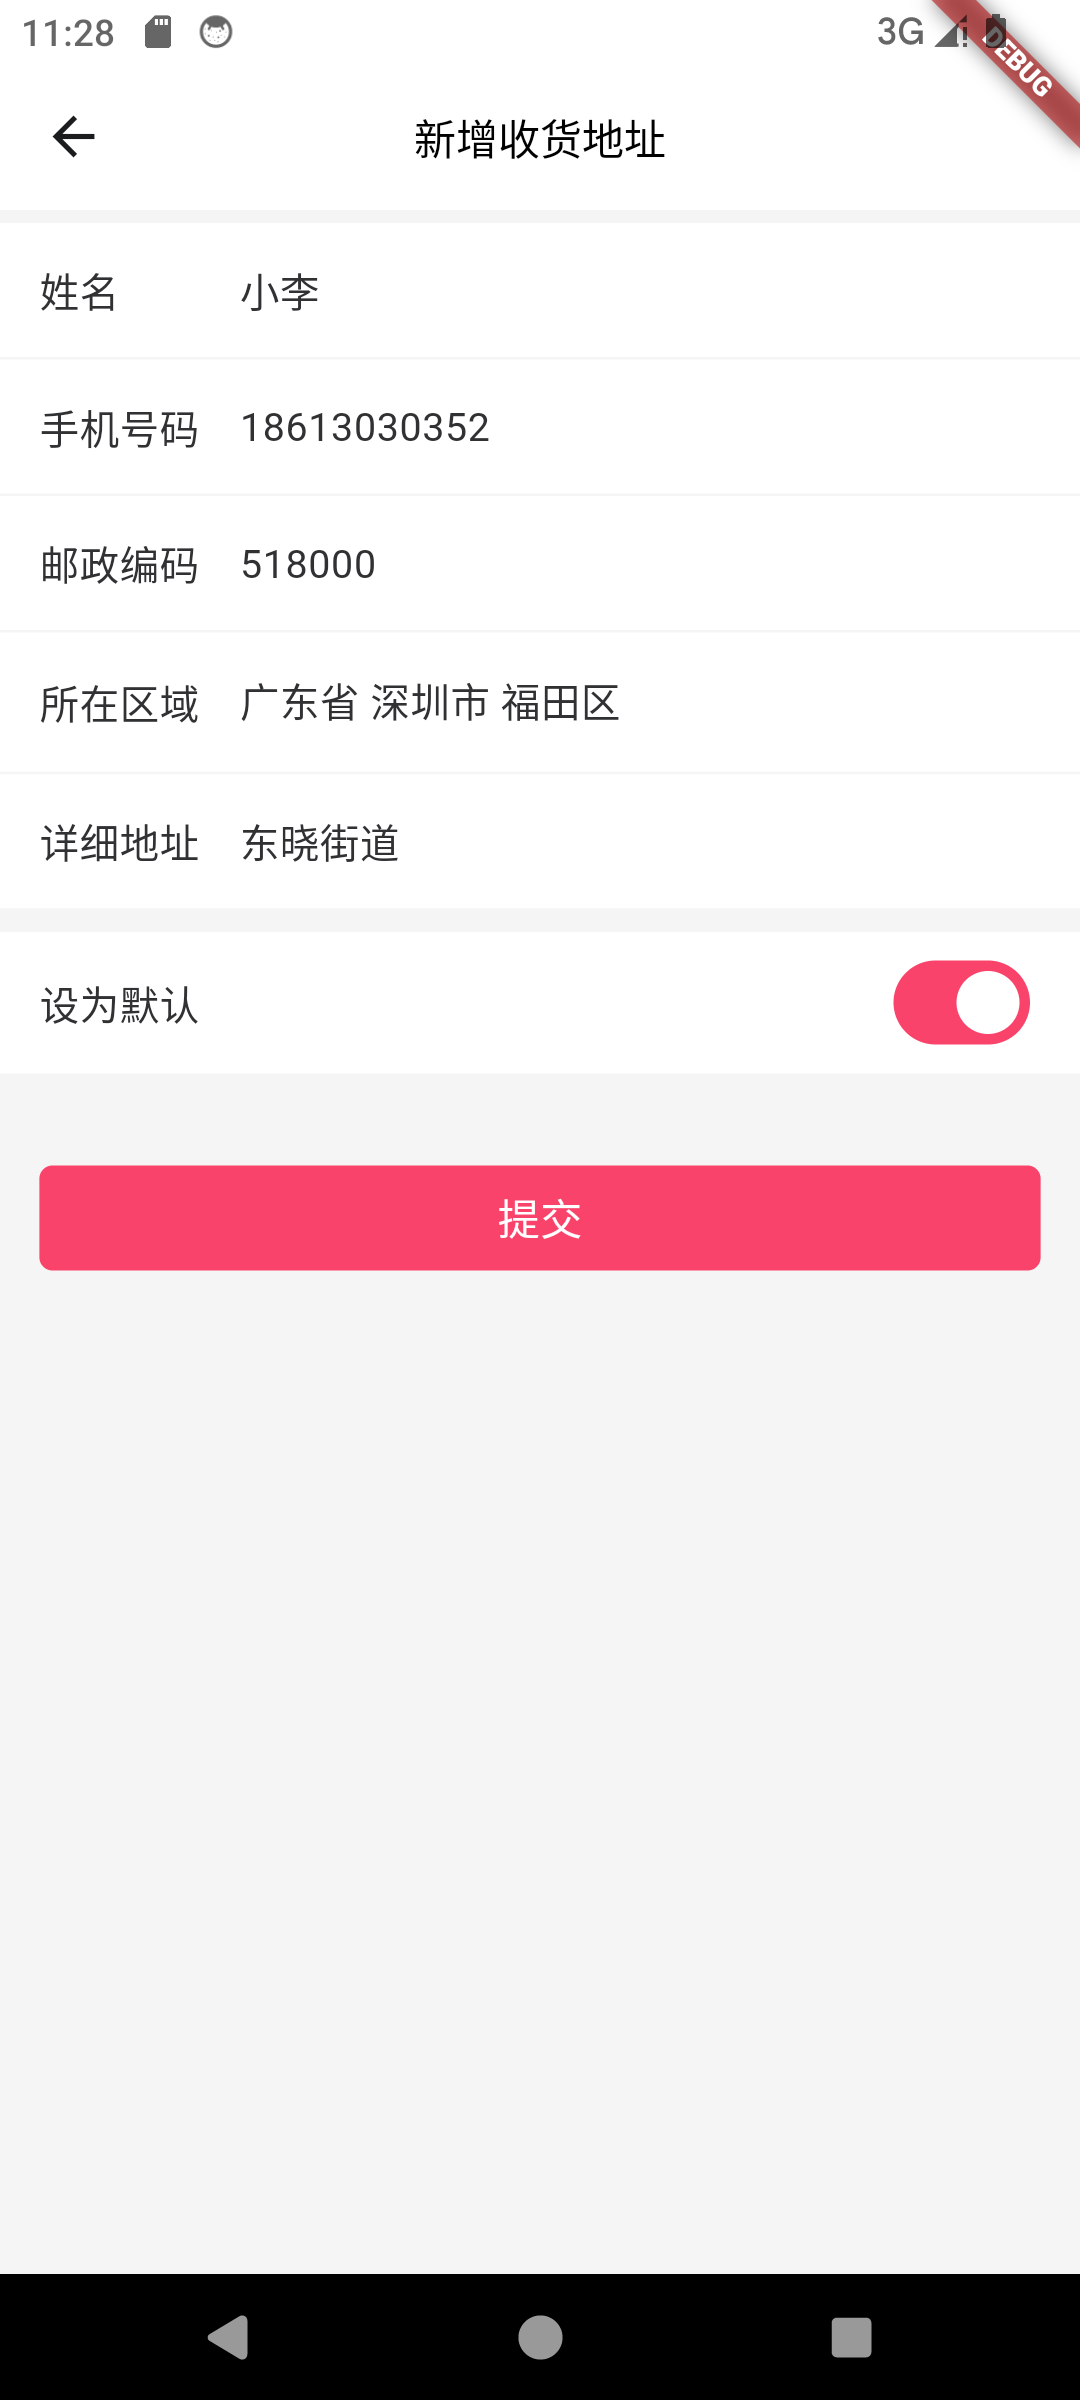 11:28
3G
DEBUG
新增收货地址
姓名 小李
手机号码 18613030352
邮政编码 518000
所在区域 广东省 深圳市 福田区
详细地址 东晓街道
设为默认
提交